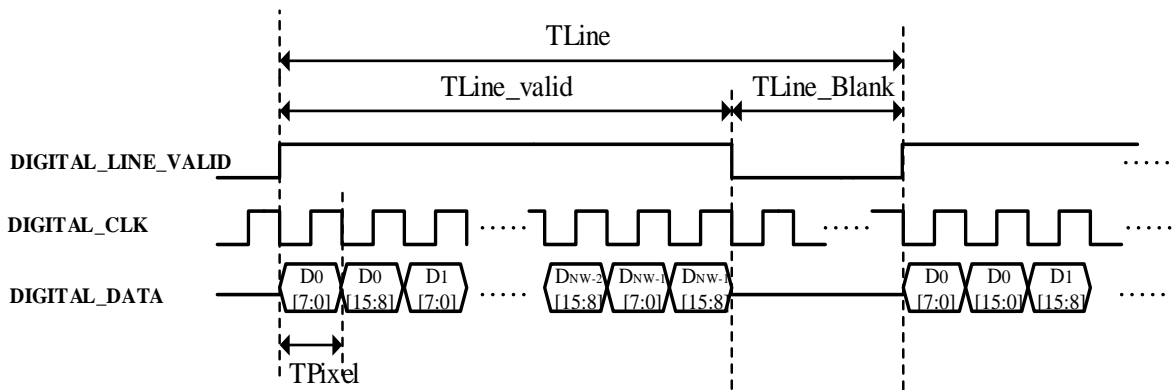 TLine
TLine_valid TLine_Blank
DIGITAL_LINE_VALID ·····
DIGITAL_CLK ····· ····· ·····
DIGITAL_DATA D0 [7:0] D0 [15:8] D1 [7:0] ····· DNW-2 [15:8] DNW-1 [7:0] DNW-1 [15:8] D0 [7:0] D0 [15:0] D1 [15:8] ·····
TPixel